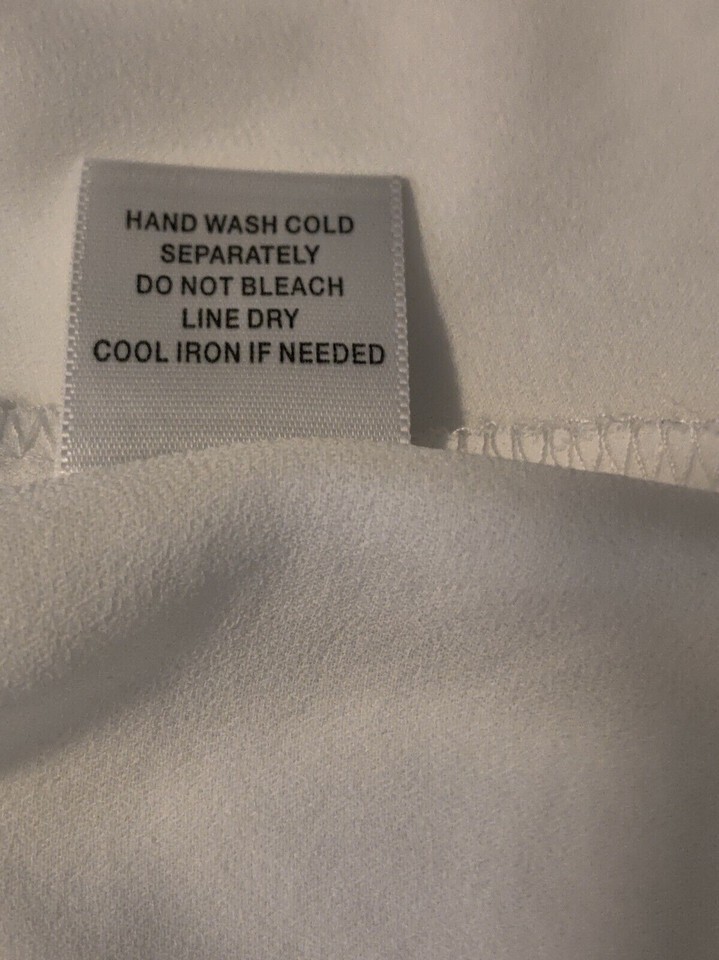 HAND WASH COLD
SEPARATELY
DO NOT BLEACH
LINE DRY
COOL IRON IF NEEDED